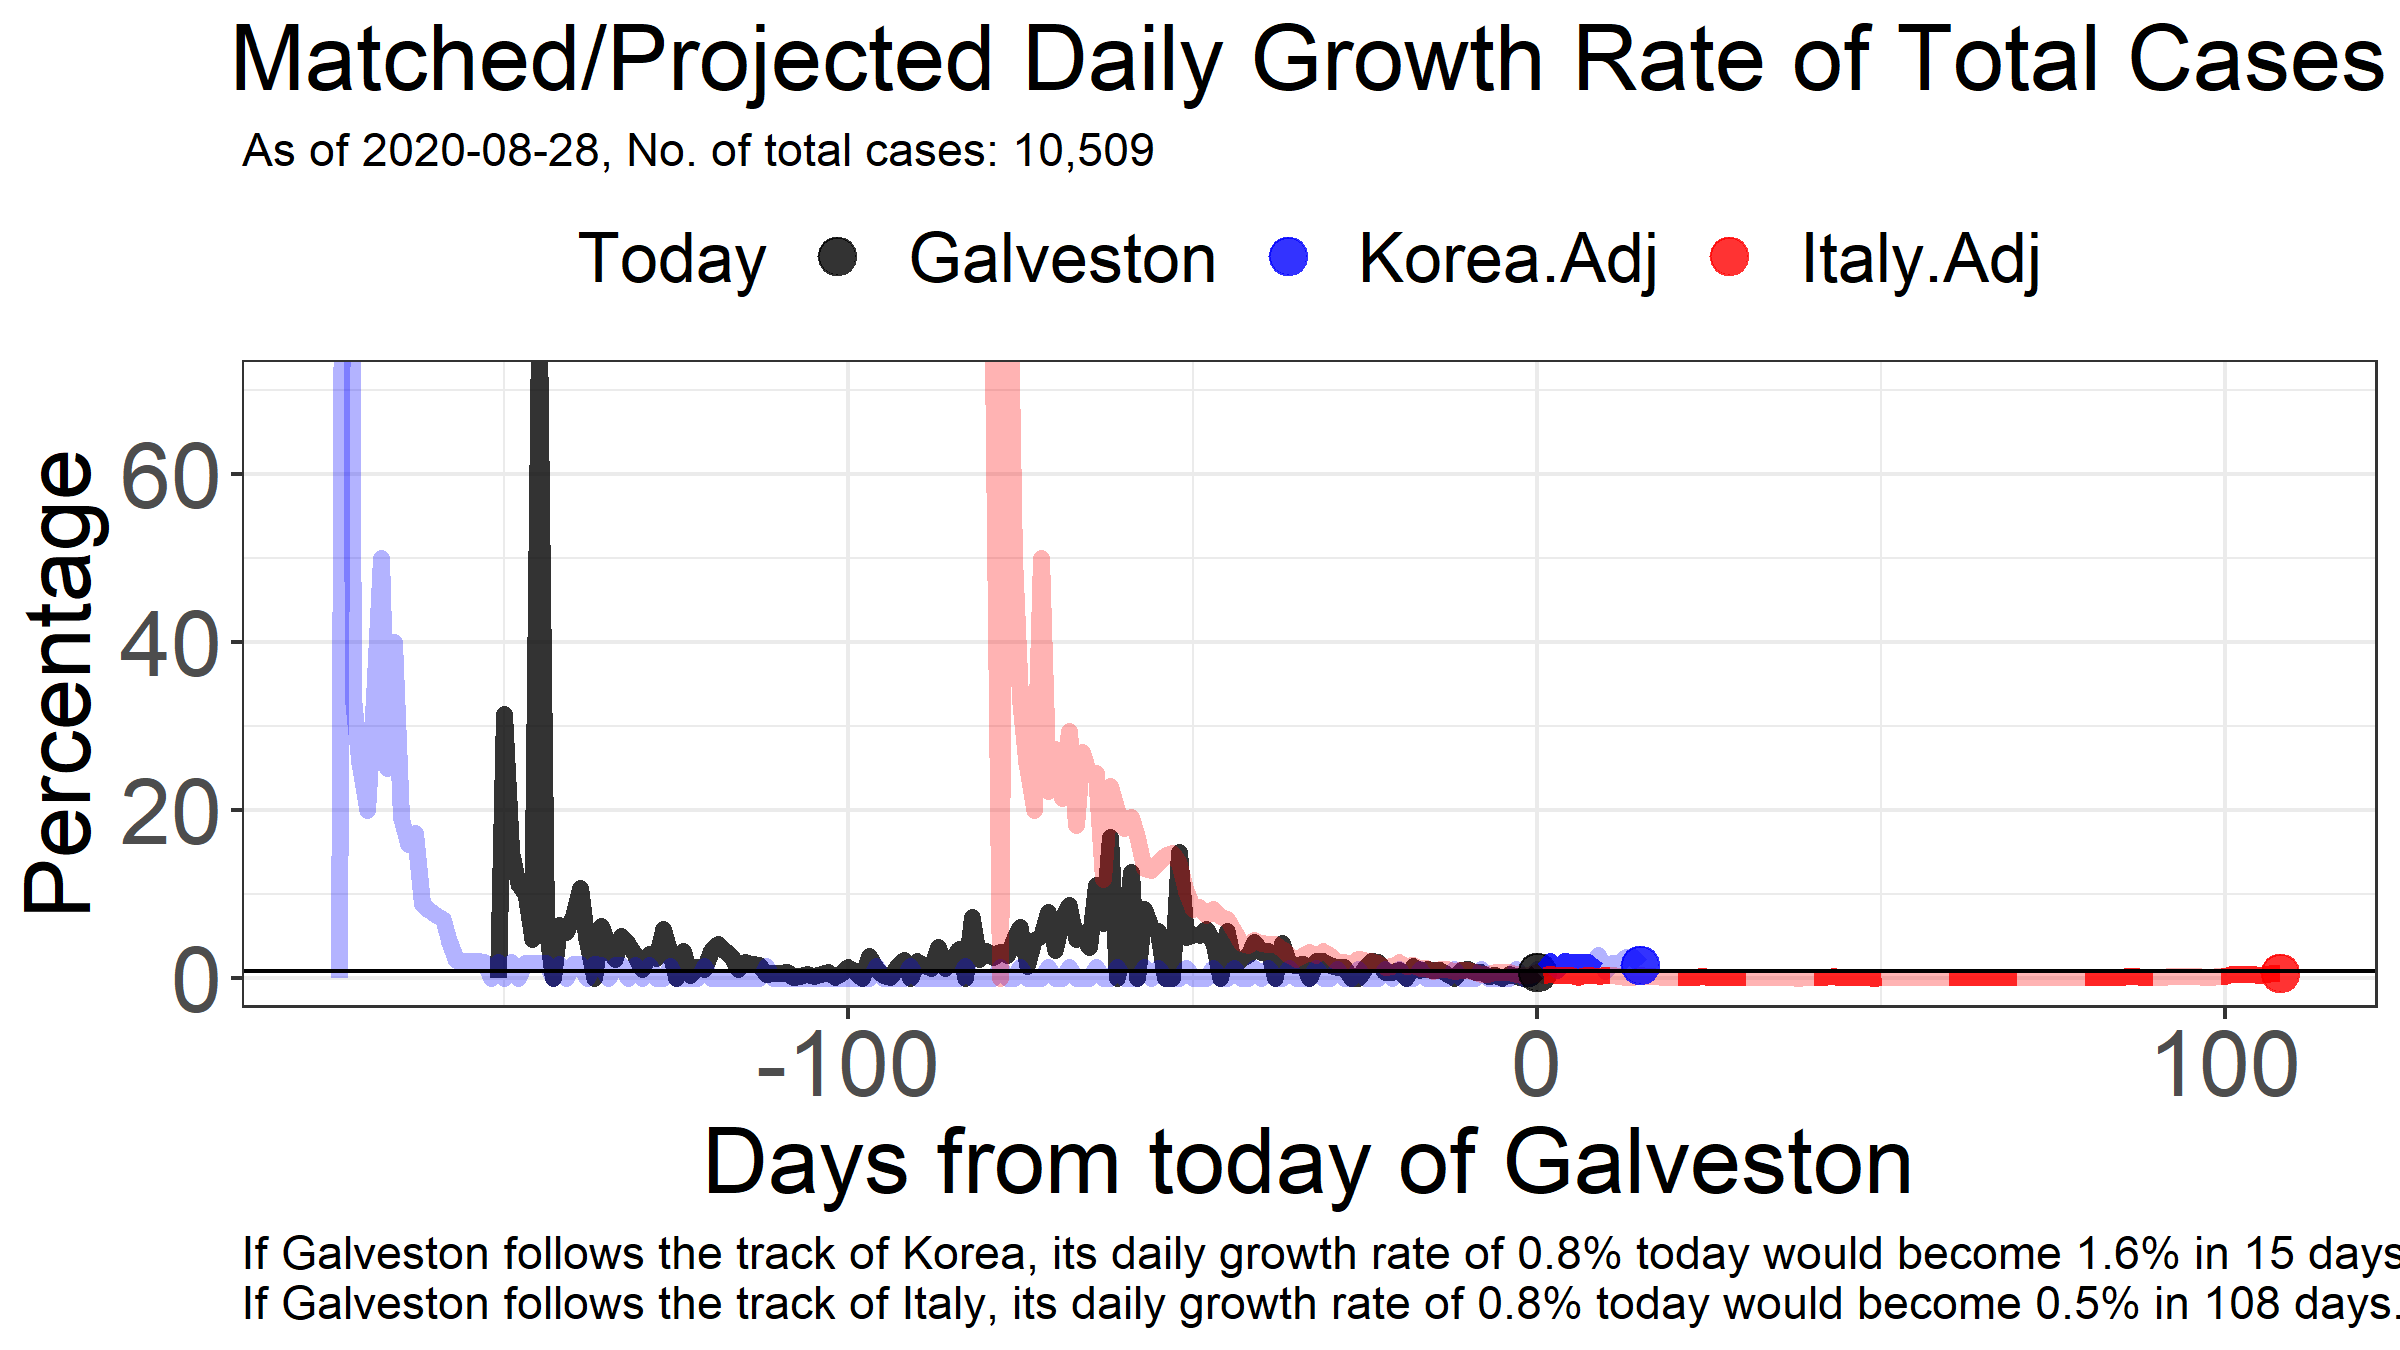 Matched/Projected Daily Growth Rate of Total Cases
As of 2020-08-28, No. of total cases: 10,509
Today Galveston Korea.Adj Italy.Adj
Percentage
60
40
20
0
-100 0 100
Days from today of Galveston
If Galveston follows the track of Korea, its daily growth rate of 0.8% today would become 1.6% in 15 days
If Galveston follows the track of Italy, its daily growth rate of 0.8% today would become 0.5% in 108 days.